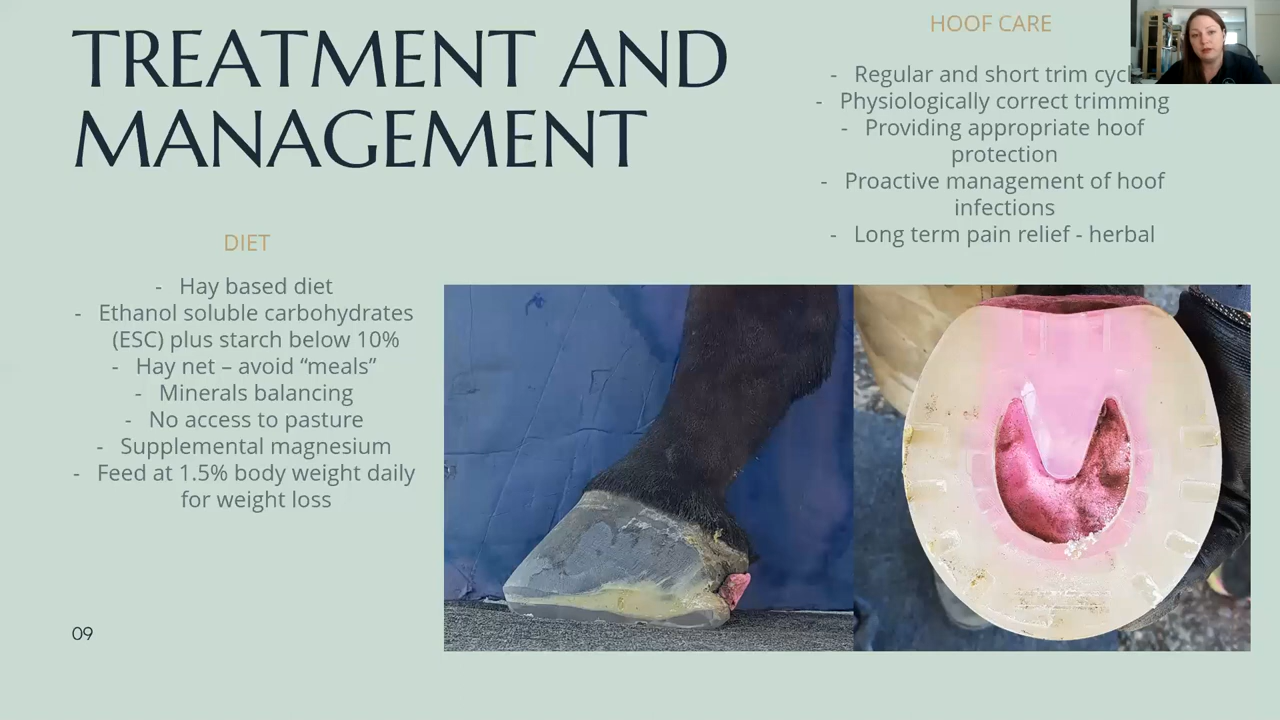 TREATMENT AND
MANAGEMENT
DIET
- Hay based diet
- Ethanol soluble carbohydrates
(ESC) plus starch below 10%
- Hay net – avoid “meals”
- Minerals balancing
- No access to pasture
- Supplemental magnesium
- Feed at 1.5% body weight daily
for weight loss
09
HOOF CARE
- Regular and short trim
- Physiologically correct trimming
- Providing appropriate hoof
protection
- Proactive management of hoof
infections
- Long term pain relief - herbal